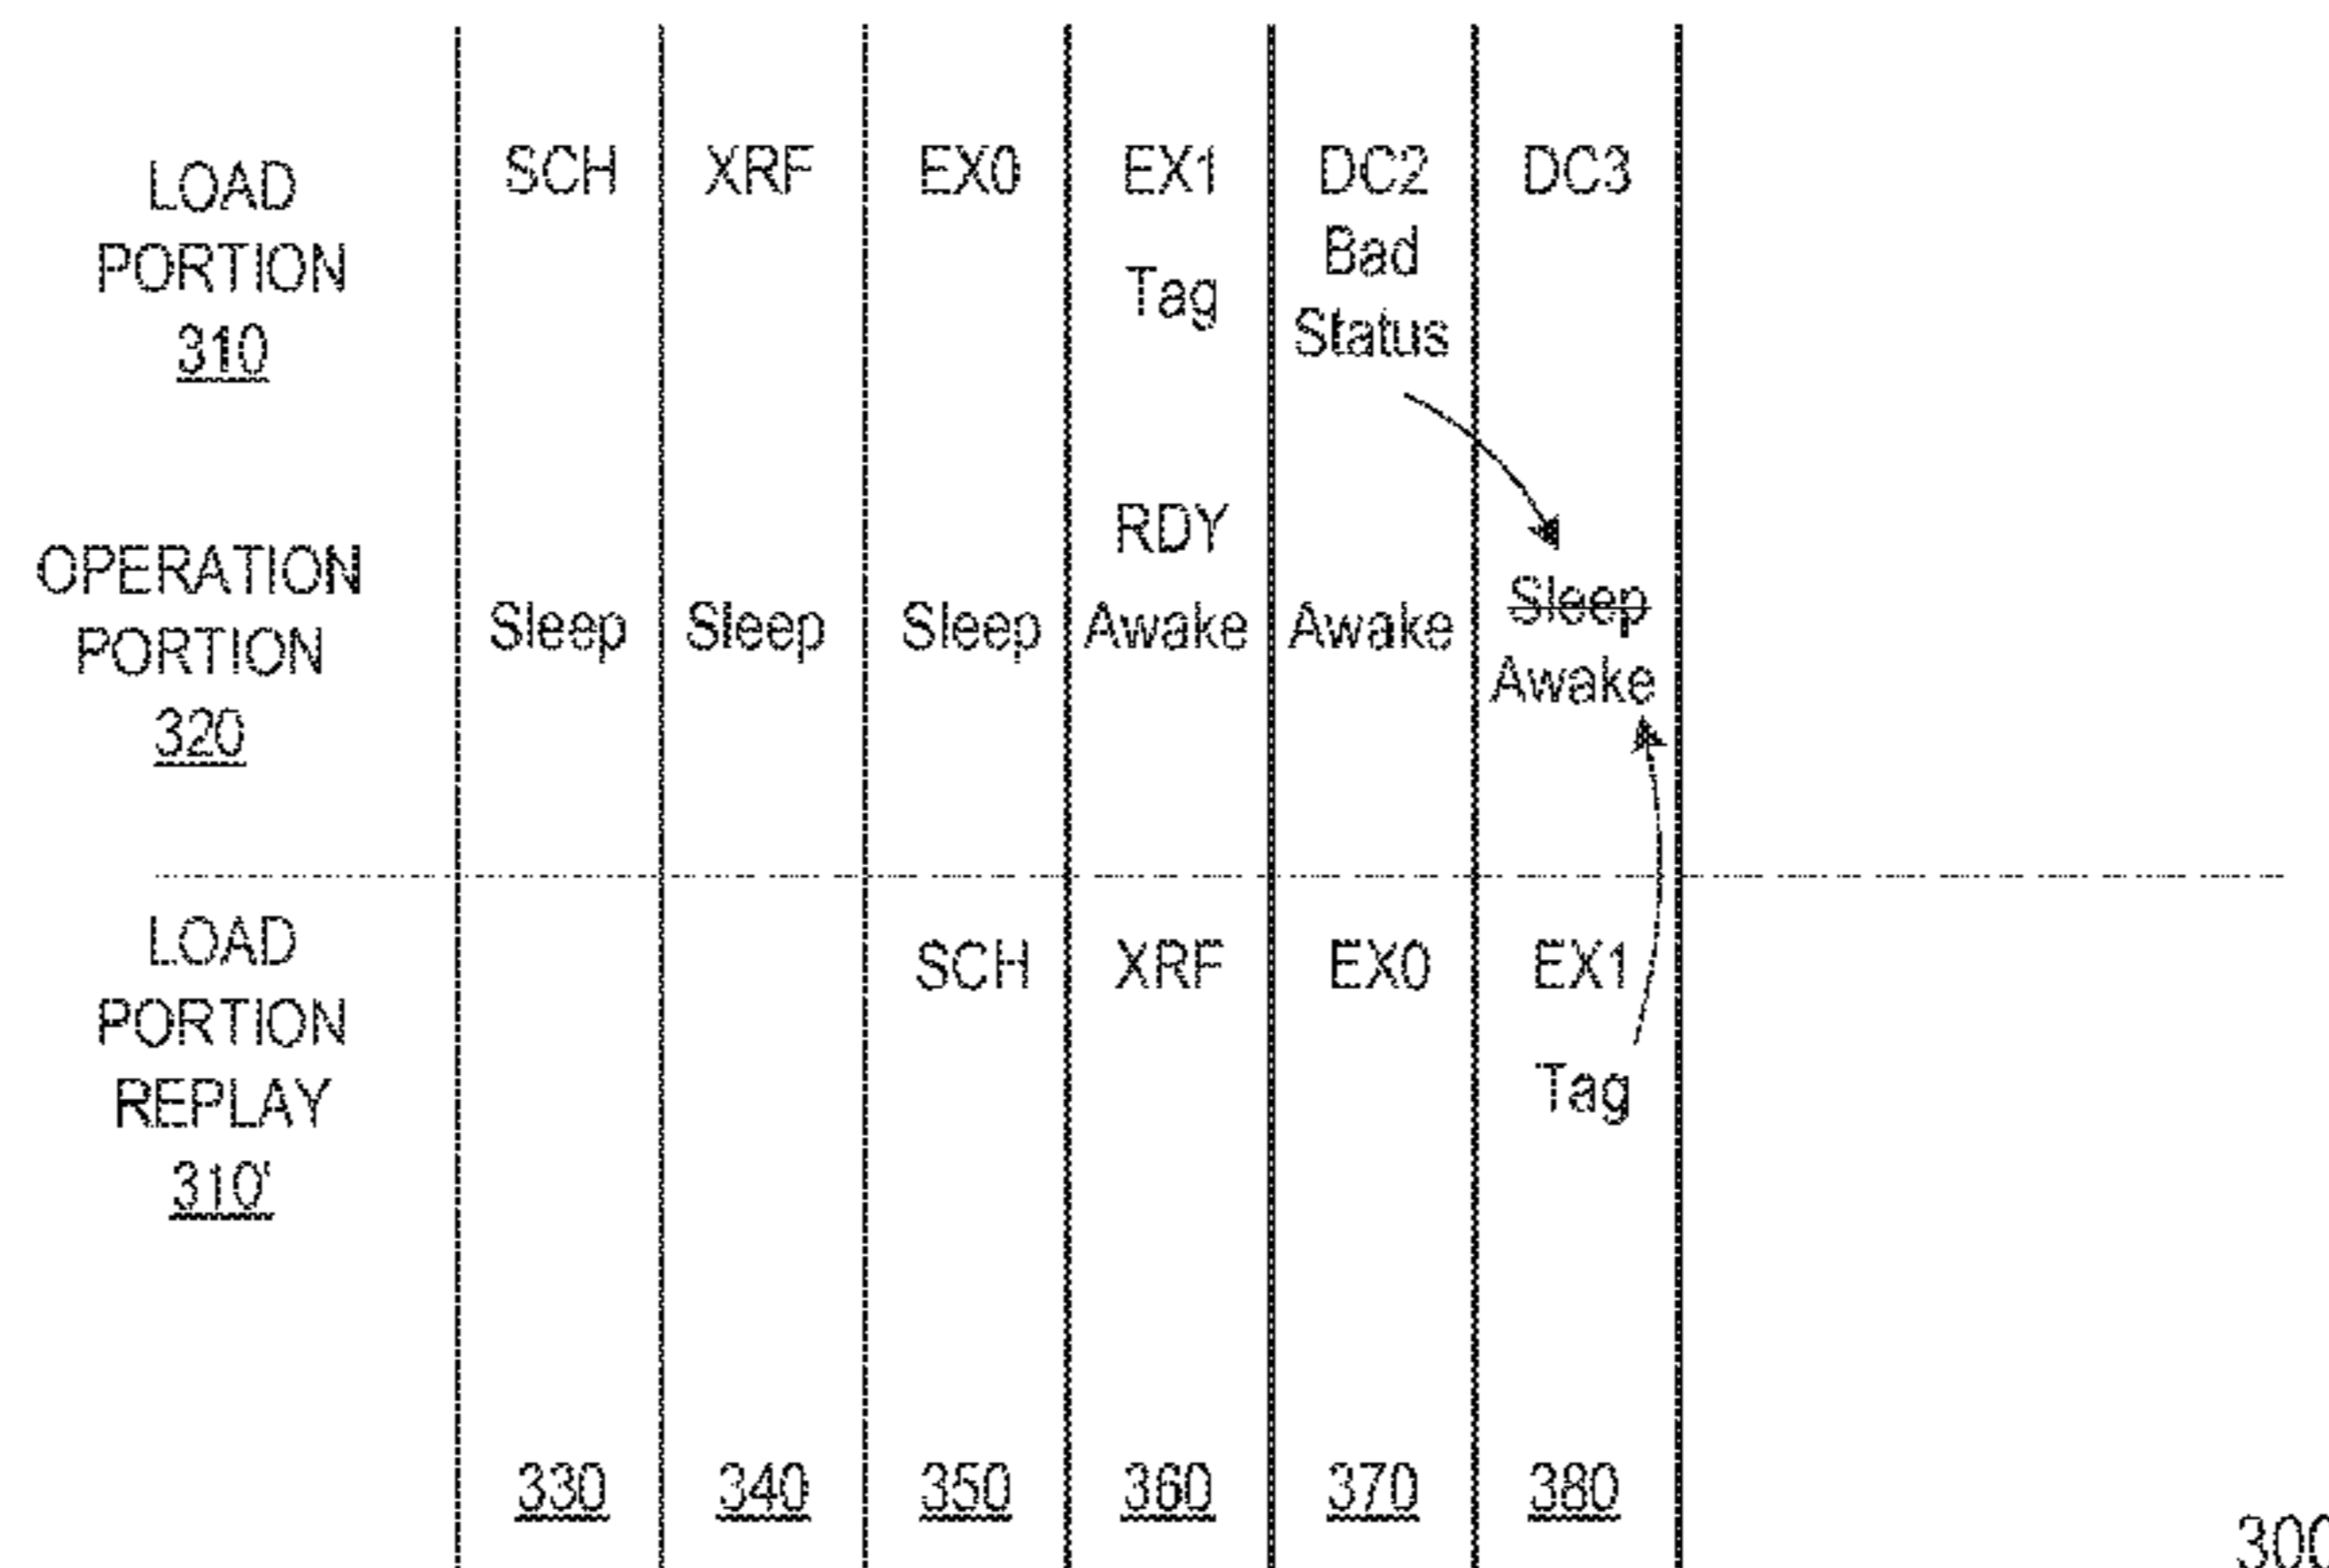 SCH XRF EX0 EX1 DC2 DC3
LOAD
PORTION
310
Tag
Bad
Status
RDY
OPERATION
PORTION
320
Sleep Sleep Sleep Awake Awake Sleep
Awake
LOAD
PORTION
REPLAY
310'
SCH XRF EX0 EX1
Tag
330 340 350 360 370 380
300